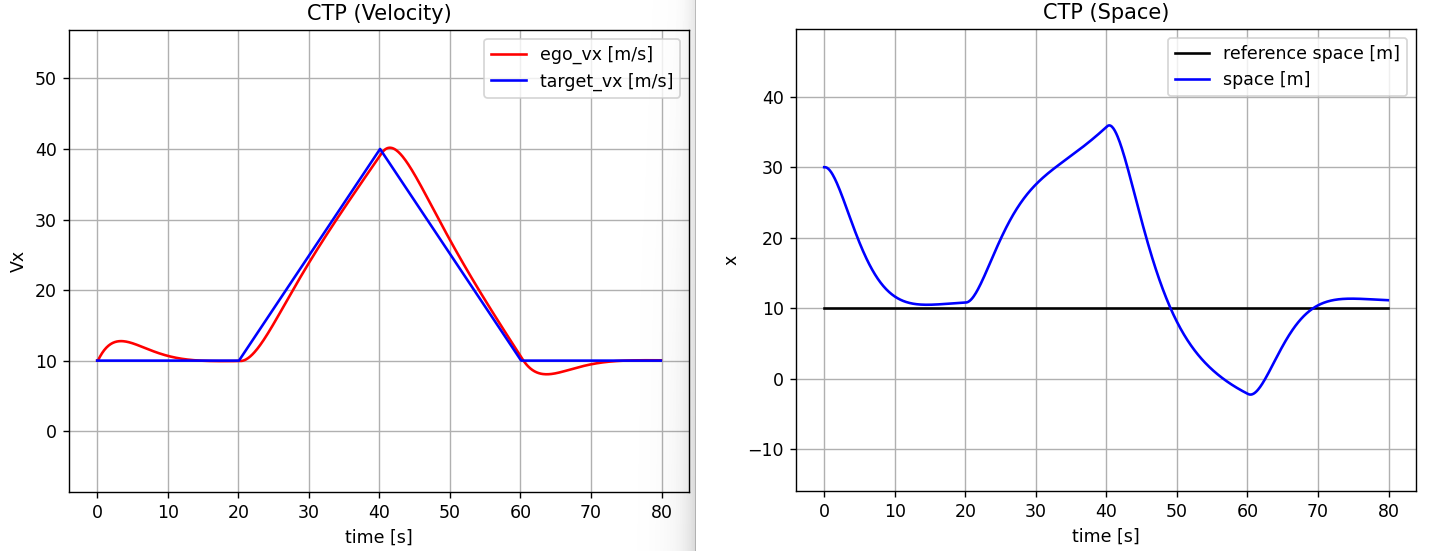 CTP (Velocity)
ego_vx [m/s]
target_vx [m/s]
50
40
30
20
10
0
Vx
0 10 20 30 40 50 60 70 80
time [s]
CTP (Space)
reference space [m]
space [m]
40
30
20
10
0
−10
x
0 10 20 30 40 50 60 70 80
time [s]